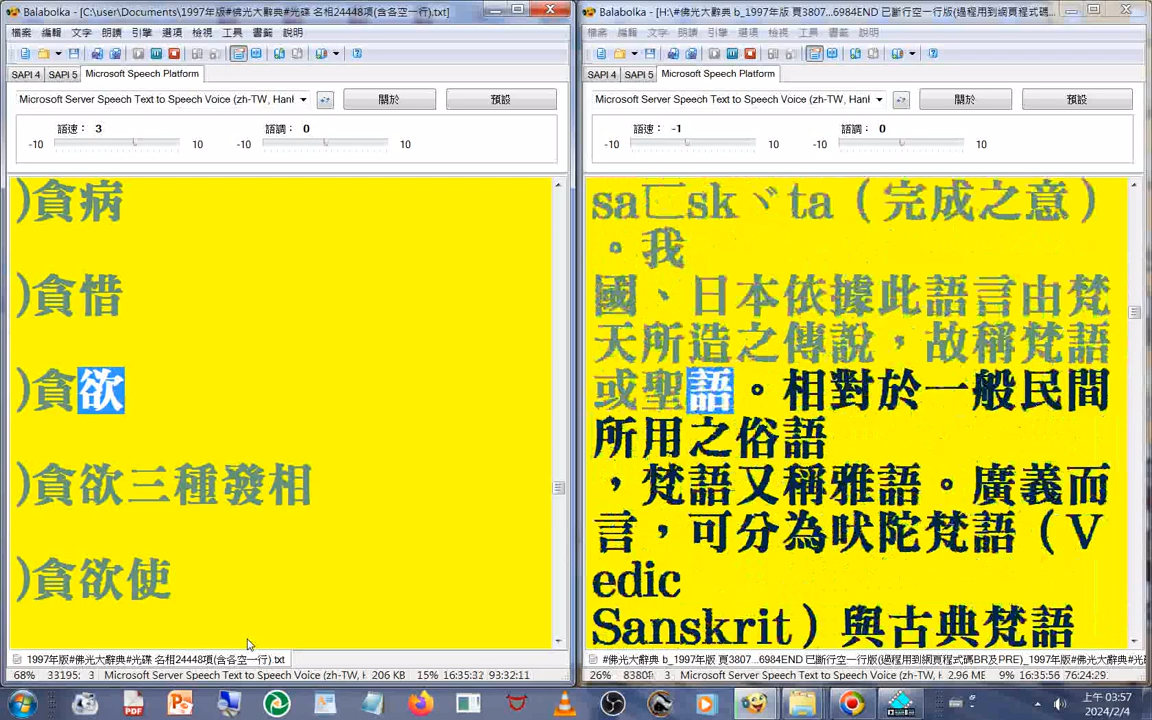 Balabolka - [C:\user\Documents\1997年版#佛光大辭典#光碟 名相24448項(含各空一行).txt]
檔案 編輯 文字 朗讀 引擎 選項 檢視 工具 書籤 說明
SAPI 4 SAPI 5 Microsoft Speech Platform
Microsoft Server Speech Text to Speech Voice (zh-TW, HanH
關於
預設
語速： 3
語調： 0
-10 10 -10 10
)貪病
)貪惜
)貪欲
)貪欲三種發相
)貪欲使
1997年版#佛光大辭典#光碟 名相24448項(含各空一行).txt
68% 33195: 3 Microsoft Server Speech Text to Speech Voice (zh-TW, H 206 KB 15% 16:35:32 93:32:11
Balabolka - [H:\#佛光大辭典 b_1997年版 頁3807...6984END 已斷行空一行版(過程用到網頁程式碼
檔案 編輯 文字 朗讀 引擎 選項 檢視 工具 書籤 說明
SAPI 4 SAPI 5 Microsoft Speech Platform
Microsoft Server Speech Text to Speech Voice (zh-TW, HanH
關於
預設
語速： -1
語調： 0
-10 10 -10 10
sa匸skヾta（完成之意）
。我
國、日本依據此語言由梵
天所造之傳說，故稱梵語
或聖語。相對於一般民間
所用之俗語
，梵語又稱雅語。廣義而
言，可分為吠陀梵語（V
edic
Sanskrit）與古典梵語
#佛光大辭典 b_1997年版 頁3807...6984END 已斷行空一行版(過程用到網頁程式碼BR及PRE)_1997年版#佛光
26% Microsoft Server Speech Text to Speech Voice (zh-TW, H 2.96 MB 9% 16:35:56 76:24:29
上午 03:57
2024/2/4